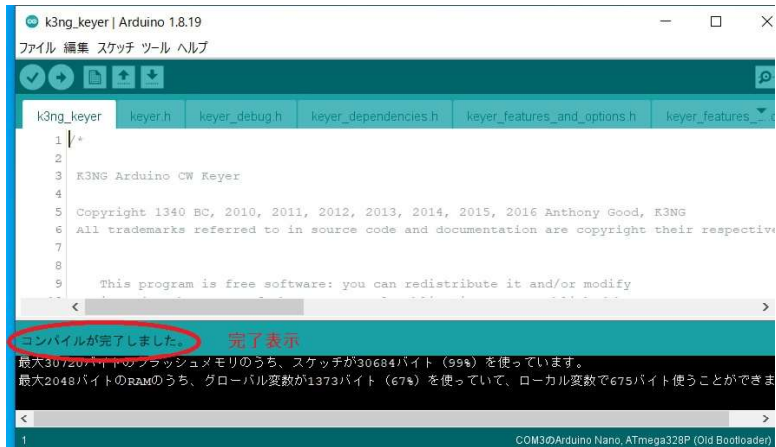 k3ng_keyer | Arduino 1.8.19
ファイル 編集 スケッチ ツール ヘルプ
k3ng_keyer keyer.h keyer_debug.h keyer_dependencies.h keyer_features_and_options.h keyer_features_
1 /*
2
3 K3NG Arduino CW Keyer
4
5 Copyright 1340 BC, 2010, 2011, 2012, 2013, 2014, 2015, 2016 Anthony Good, K3NG
6 All trademarks referred to in source code and documentation are copyright their respective
7
8
9 This program is free software: you can redistribute it and/or modify
コンパイルが完了しました。 完了表示
最大30720バイトのフラッシュメモリのうち、スケッチが30684バイト（99%）を使っています。
最大2048バイトのRAMのうち、グローバル変数が1373バイト（67%）を使っていて、ローカル変数で675バイト使うことができま
1 COM3のArduino Nano, ATmega328P (Old Bootloader)